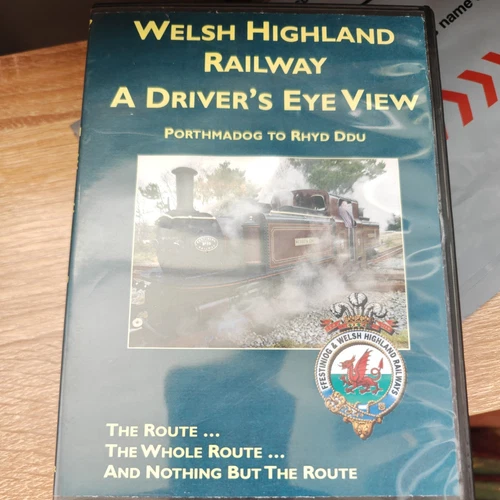 WELSH HIGHLAND
RAILWAY
A DRIVER'S EYE VIEW
PORTHMADOG TO RHYD DDU
FFESTINIOG & WELSH HIGHLAND RAILWAYS
THE ROUTE ...
THE WHOLE ROUTE ...
AND NOTHING BUT THE ROUTE
name